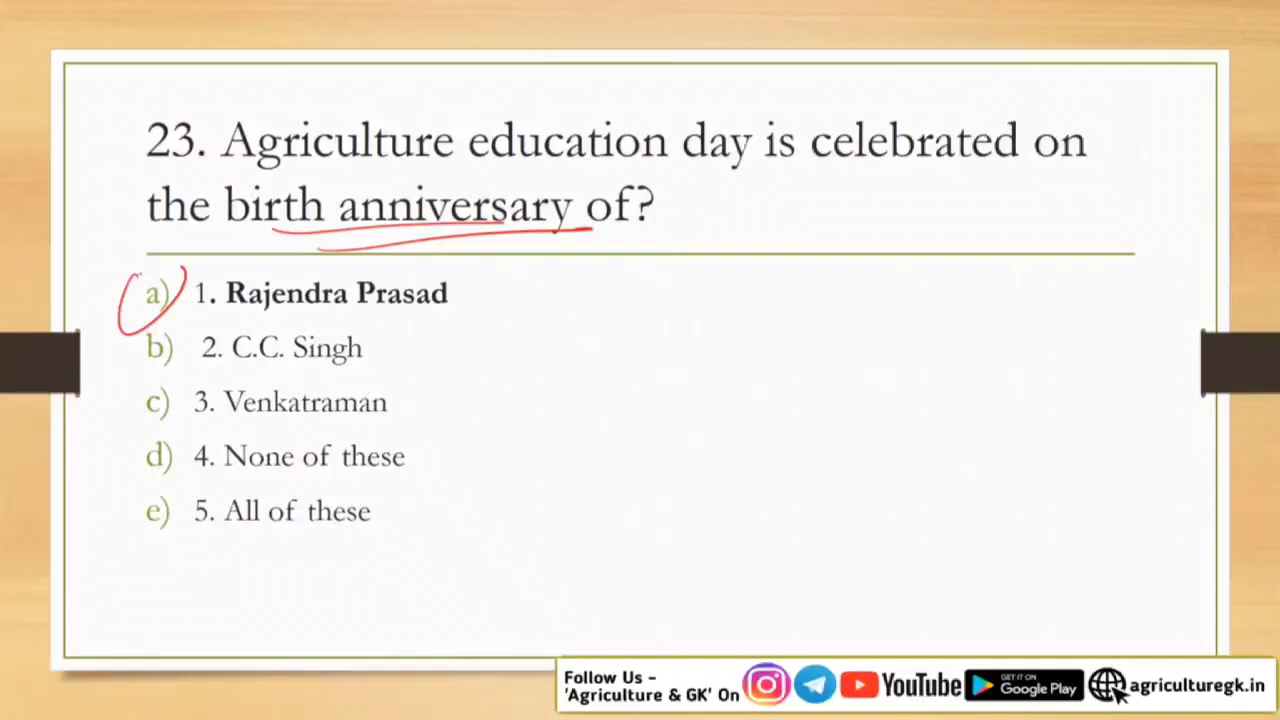 23. Agriculture education day is celebrated on
the birth anniversary of?
a) 1. Rajendra Prasad
b) 2. C.C. Singh
c) 3. Venkatraman
d) 4. None of these
e) 5. All of these
Follow Us -
'Agriculture & GK' On
YouTube
GET IT ON
Google Play
agriculturegk.in